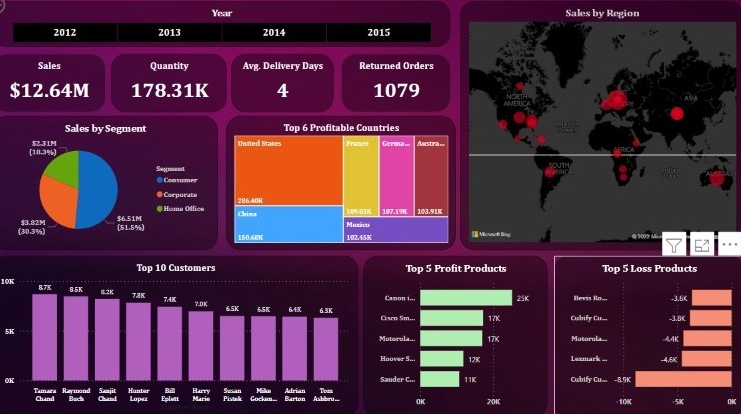 Year
2012 2013 2014 2015
Sales
$12.64M
Quantity
178.31K
Avg. Delivery Days
4
Returned Orders
1079
Sales by Segment
$2.31M
(18.3%)
$3.82M
(30.3%)
$6.51M
(51.5%)
Segment
Consumer
Corporate
Home Office
Top 6 Profitable Countries
United States
286.40K
China
150.68K
France
109.03K
Germa...
107.19K
Austra...
103.91K
Mexico
102.45K
Sales by Region
NORTH
AMERICA
ASIA
AFRICA
SOUTH
AMERICA
Microsoft Bing
Top 10 Customers
10K
5K
0K
8.7K 8.5K 8.2K 7.8K 7.4K 7.0K 6.5K 6.5K 6.4K 6.3K
Tamara Raymond Sanjit Hunter Bill Harry Susan Mike Adrian Tom
Chand Buch Chand Lopez Eplett Marie Pistek Gocken... Barton Ashbro...
Top 5 Profit Products
Canon i... 25K
Cisco Sm... 17K
Motorola... 17K
Hoover S... 12K
Sauder C... 11K
0K 20K
Top 5 Loss Products
Bevis Ro... -3.6K
Cubify Cu... -3.8K
Motorola... -4.4K
Lexmark ... -4.6K
Cubify Cu... -8.9K
-10K -5K 0K